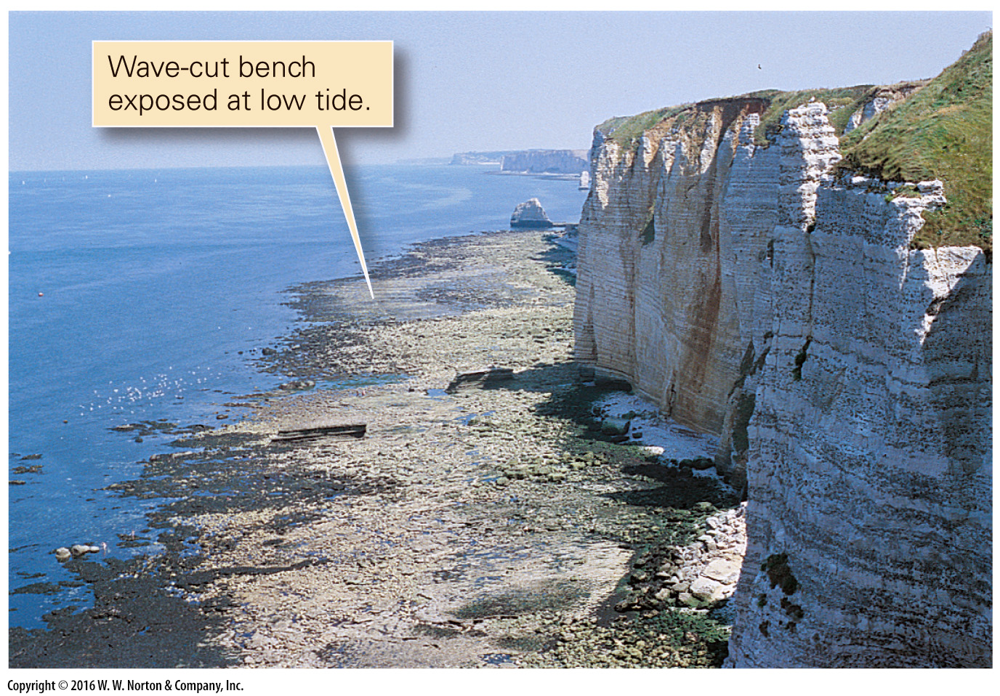 Wave-cut bench
exposed at low tide.
Copyright © 2016 W. W. Norton & Company, Inc.